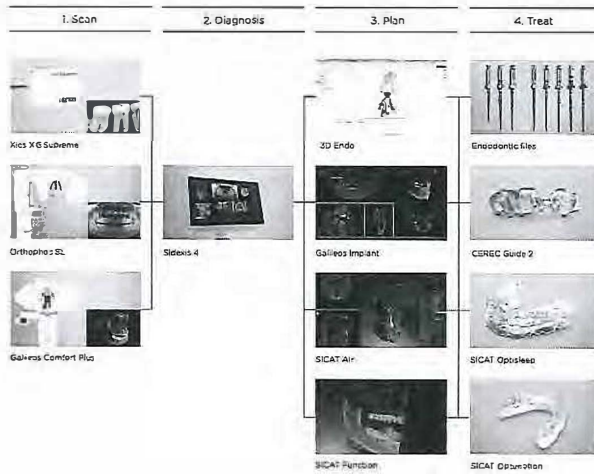 1. Scan
2. Diagnosis
3. Plan
4. Treat
Xios XG Supreme
3D Endo
Endodontic files
Orthophos SL
Sidexis 4
Galileos Implant
CEREC Guide 2
Galileos Comfort Plus
SICAT Air
SICAT Optisleep
SICAT Function
SICAT Optimotion